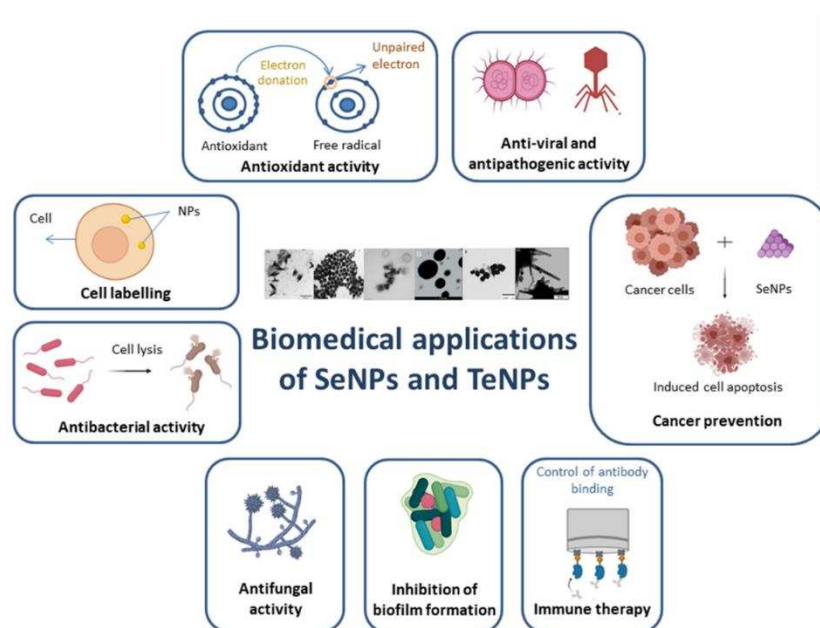 Electron
donation
Unpaired
electron
Antioxidant
Free radical
Antioxidant activity
Anti-viral and
antipathogenic activity
Cell
NPs
Cell labelling
Cancer cells
+
SeNPs
Induced cell apoptosis
Cancer prevention
Biomedical applications
of SeNPs and TeNPs
Cell lysis
Antibacterial activity
Antifungal
activity
Inhibition of
biofilm formation
Control of antibody
binding
Immune therapy